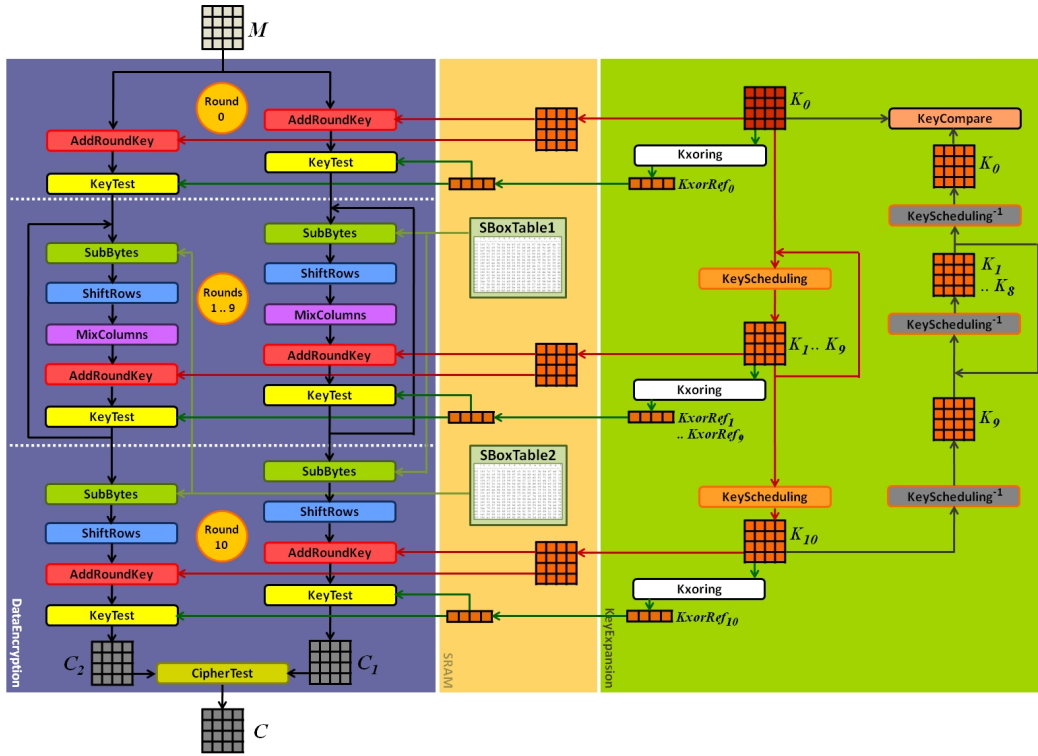 M
Round
0
AddRoundKey
AddRoundKey
KeyTest
KeyTest
K0
KeyCompare
Kxoring
KxorRef0
K0
KeyScheduling-1
SubBytes
SubBytes
SBoxTable1
ShiftRows
ShiftRows
Rounds
1 .. 9
MixColumns
MixColumns
AddRoundKey
AddRoundKey
KeyTest
KeyTest
KeyScheduling
K1
.. K8
KeyScheduling-1
K1 .. K9
Kxoring
KxorRef1
.. KxorRef9
K9
SubBytes
SubBytes
SBoxTable2
ShiftRows
ShiftRows
Round
10
AddRoundKey
AddRoundKey
KeyTest
KeyTest
KeyScheduling
KeyScheduling-1
K10
Kxoring
KxorRef10
DataEncryption
SRAM
KeyExpansion
C2
CipherTest
C1
C